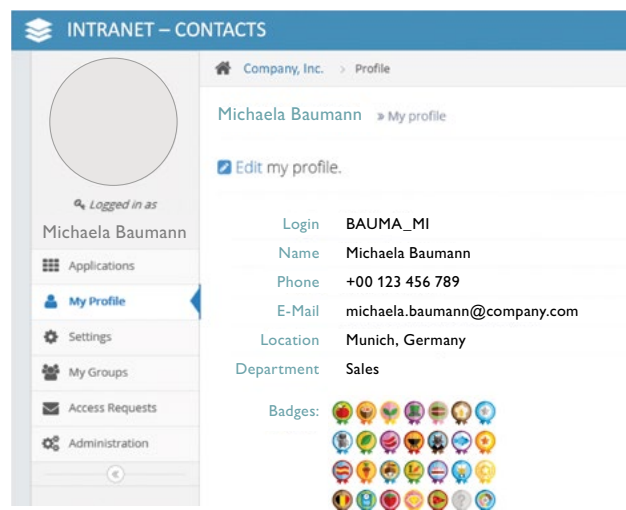 INTRANET – CONTACTS
Company, Inc. > Profile
Michaela Baumann » My profile
Edit my profile.
Logged in as
Michaela Baumann
Applications
My Profile
Settings
My Groups
Access Requests
Administration
Login BAUMA_MI
Name Michaela Baumann
Phone +00 123 456 789
E-Mail michaela.baumann@company.com
Location Munich, Germany
Department Sales
Badges: